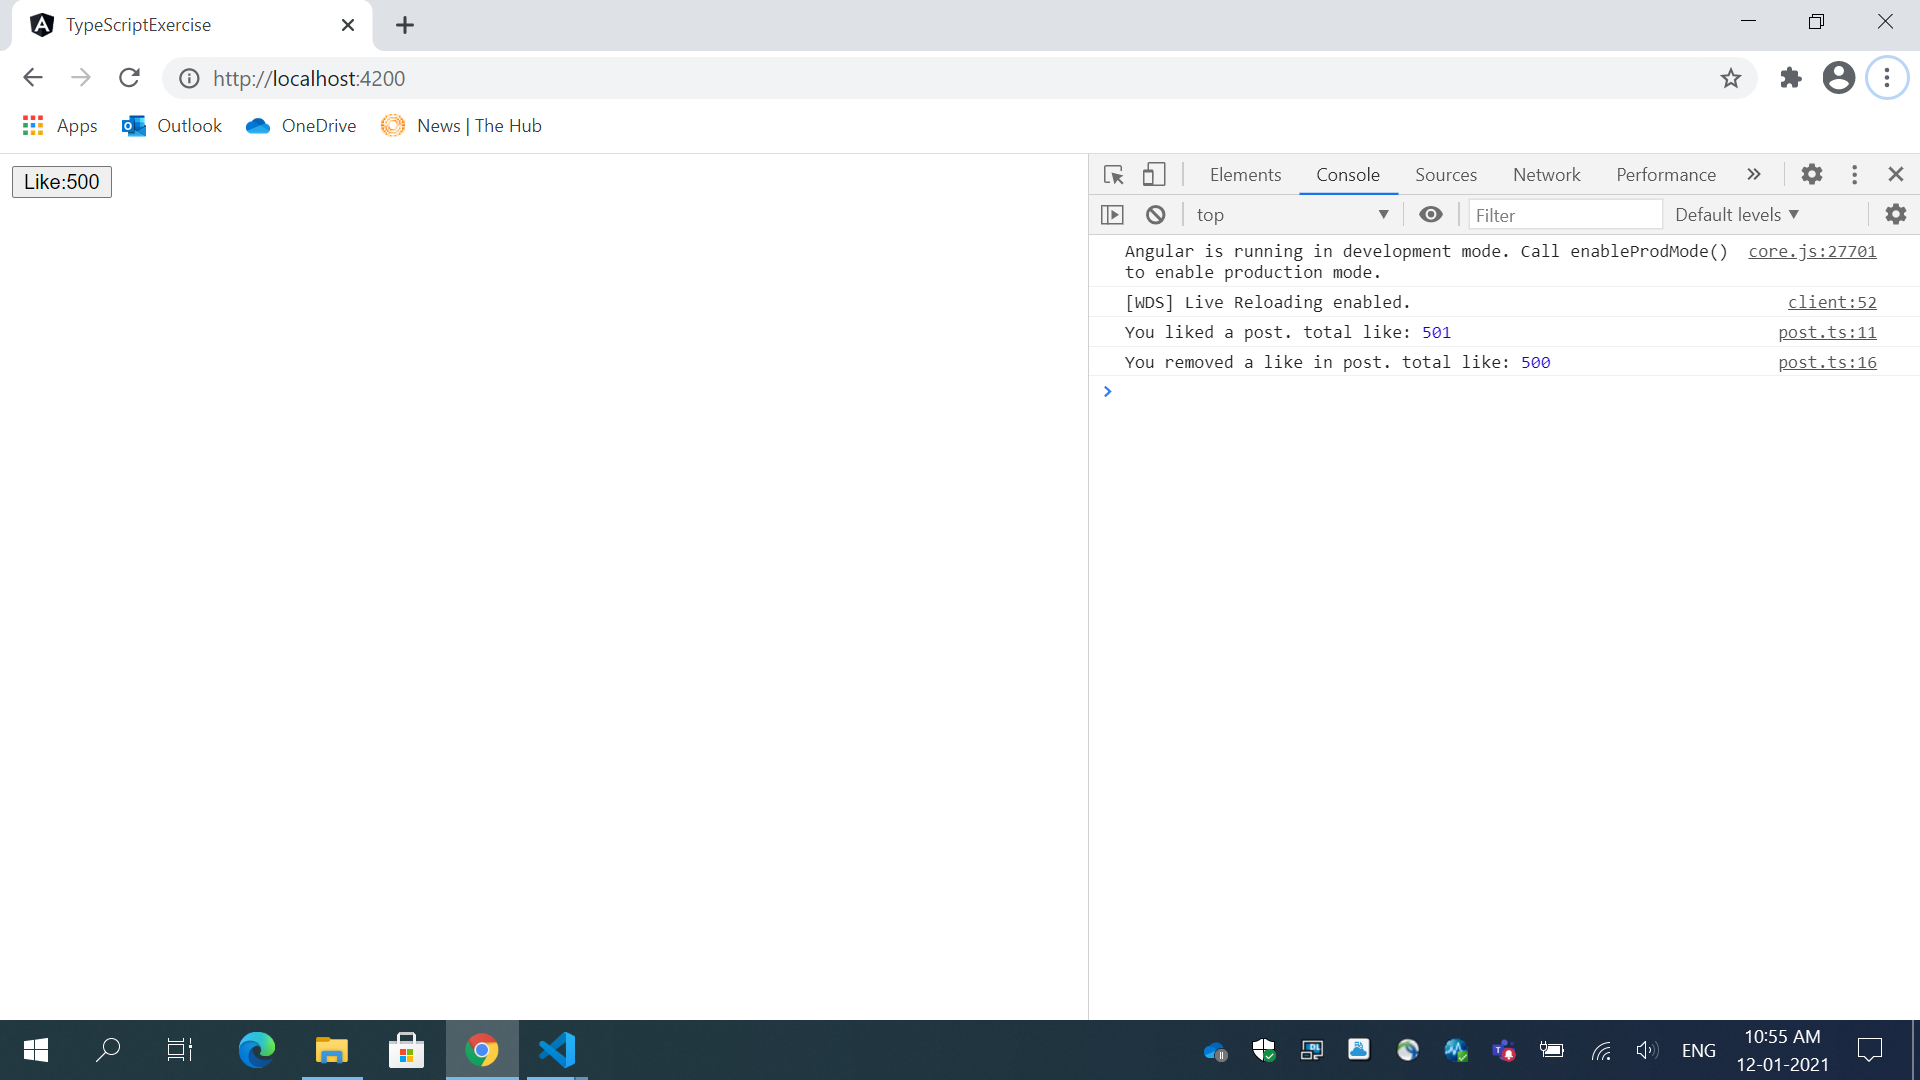 TypeScriptExercise
http://localhost:4200
Apps
Outlook
OneDrive
News | The Hub
Like:500
Elements
Console
Sources
Network
Performance
top
Filter
Default levels
Angular is running in development mode. Call enableProdMode()
to enable production mode.
core.js:27701
[WDS] Live Reloading enabled.
client:52
You liked a post. total like: 501
post.ts:11
You removed a like in post. total like: 500
post.ts:16
ENG
10:55 AM
12-01-2021